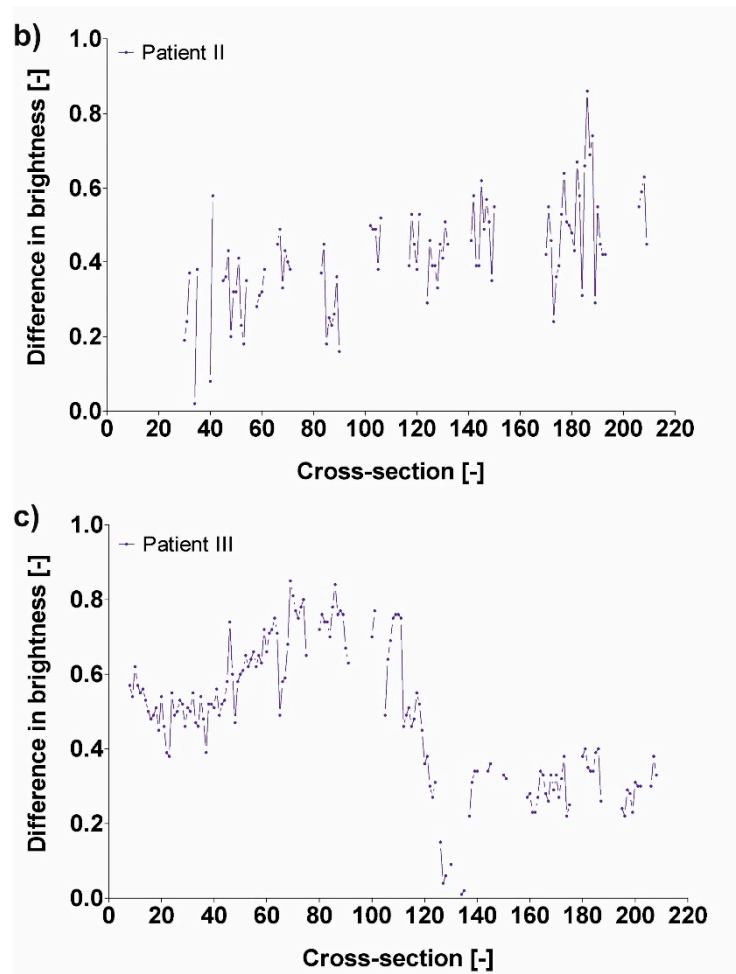 b)
Patient II
Difference in brightness [-]
1.0
0.8
0.6
0.4
0.2
0.0
0 20 40 60 80 100 120 140 160 180 200 220
Cross-section [-]
c)
Patient III
Difference in brightness [-]
1.0
0.8
0.6
0.4
0.2
0.0
0 20 40 60 80 100 120 140 160 180 200 220
Cross-section [-]